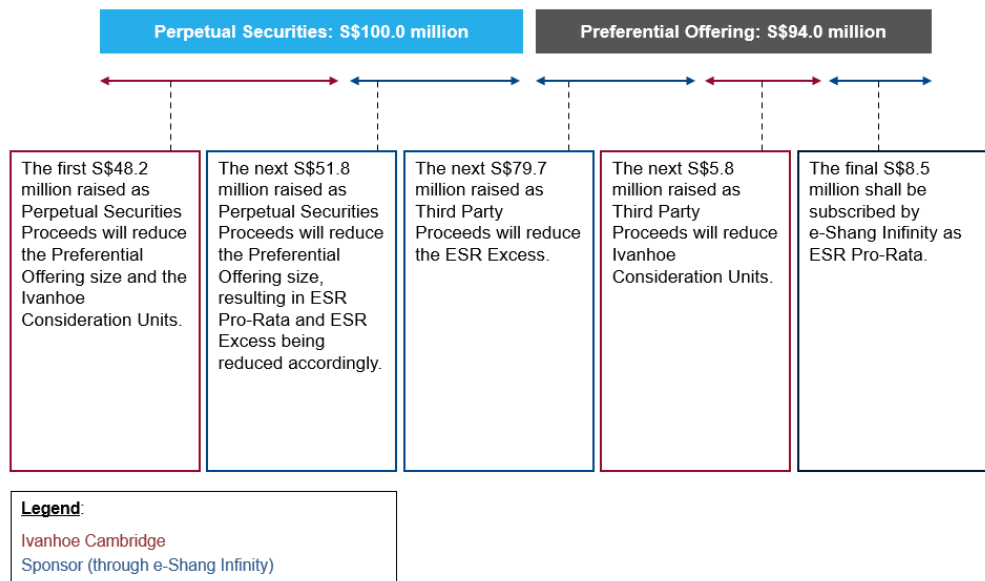 Perpetual Securities: S$100.0 million
Preferential Offering: S$94.0 million
The first S$48.2
million raised as
Perpetual Securities
Proceeds will reduce
the Preferential
Offering size and the
Ivanhoe
Consideration Units.
The next S$51.8
million raised as
Perpetual Securities
Proceeds will reduce
the Preferential
Offering size,
resulting in ESR
Pro-Rata and ESR
Excess being
reduced accordingly.
The next S$79.7
million raised as
Third Party
Proceeds will reduce
the ESR Excess.
The next S$5.8
million raised as
Third Party
Proceeds will reduce
Ivanhoe
Consideration Units.
The final S$8.5
million shall be
subscribed by
e-Shang Inifinity as
ESR Pro-Rata.
Legend:
Ivanhoe Cambridge
Sponsor (through e-Shang Infinity)